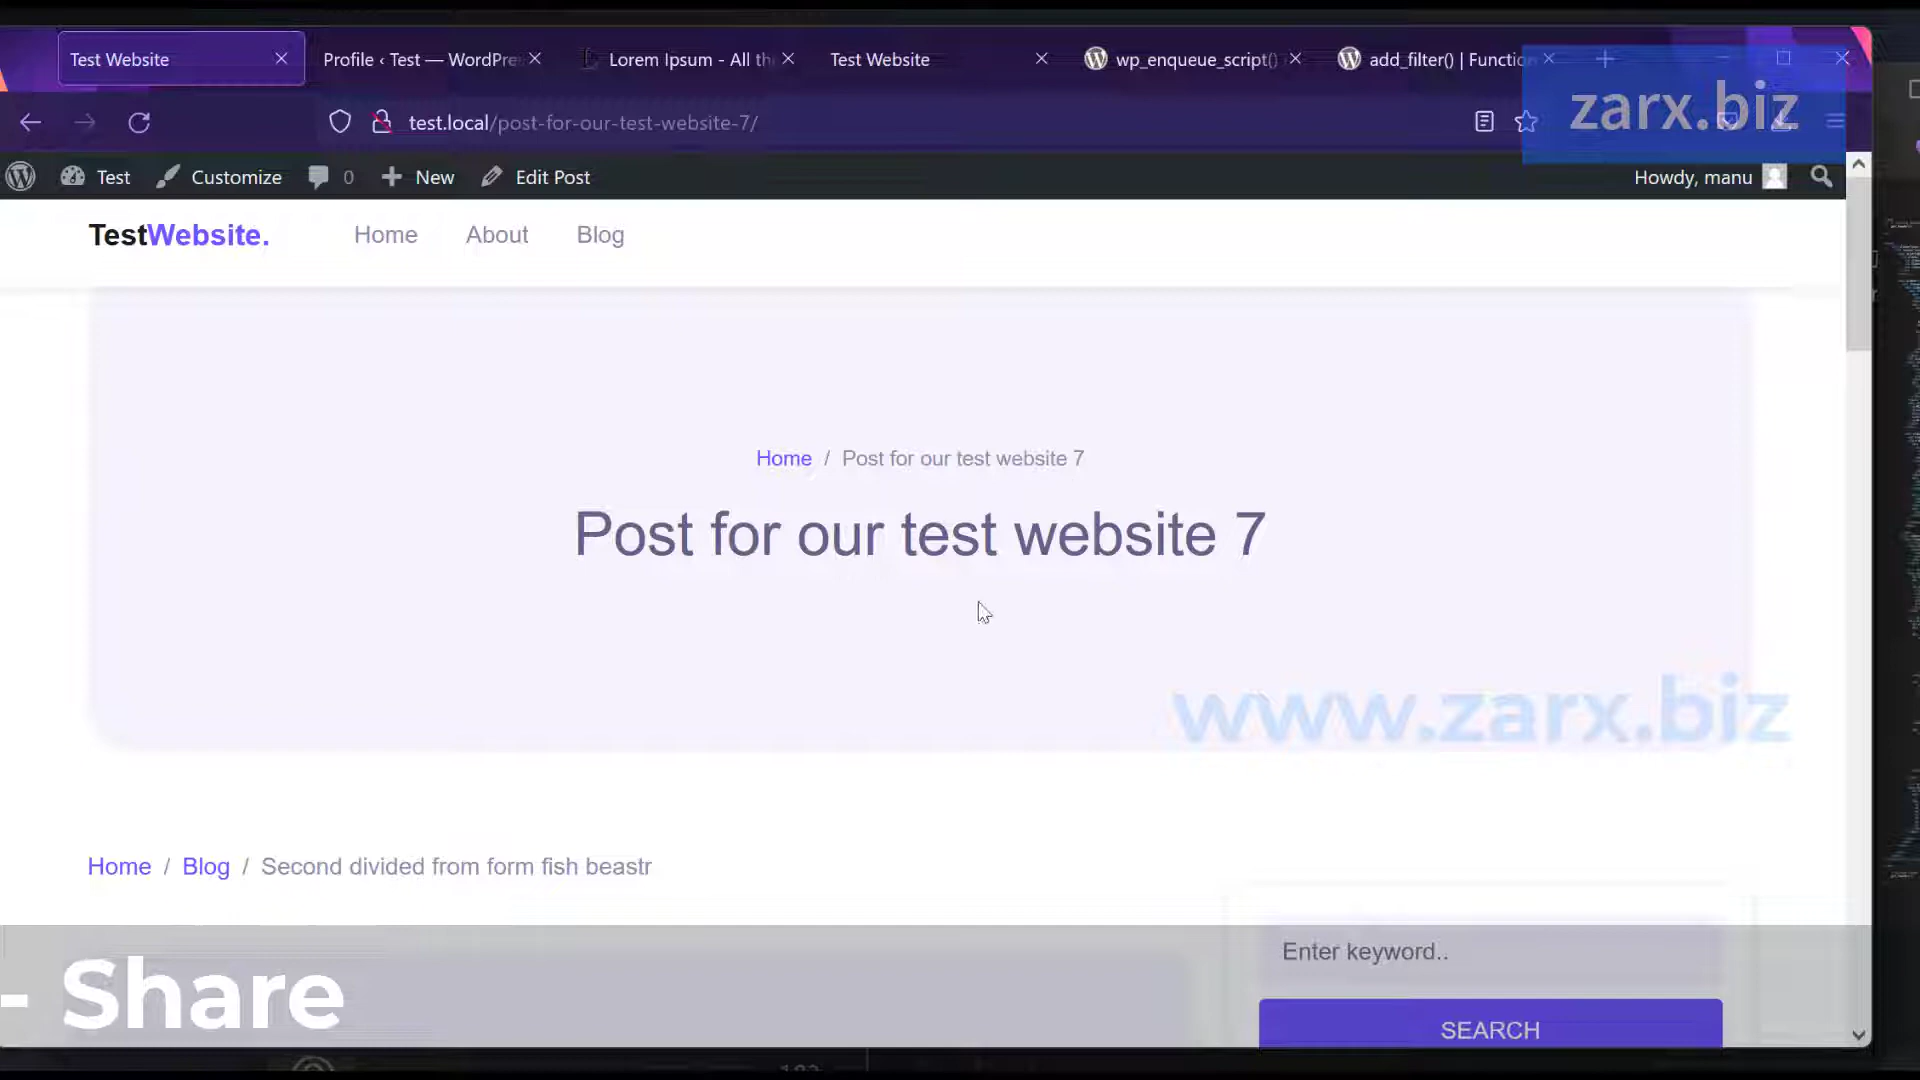 Test Website
Profile ‹ Test — WordPre
Lorem Ipsum - All th
Test Website
wp_enqueue_script()
add_filter() | Functio
test.local/post-for-our-test-website-7/
zarx.biz
Test
Customize
0
New
Edit Post
Howdy, manu
TestWebsite.
Home
About
Blog
Home / Post for our test website 7
Post for our test website 7
www.zarx.biz
Home / Blog / Second divided from form fish beastr
Enter keyword..
- Share
SEARCH